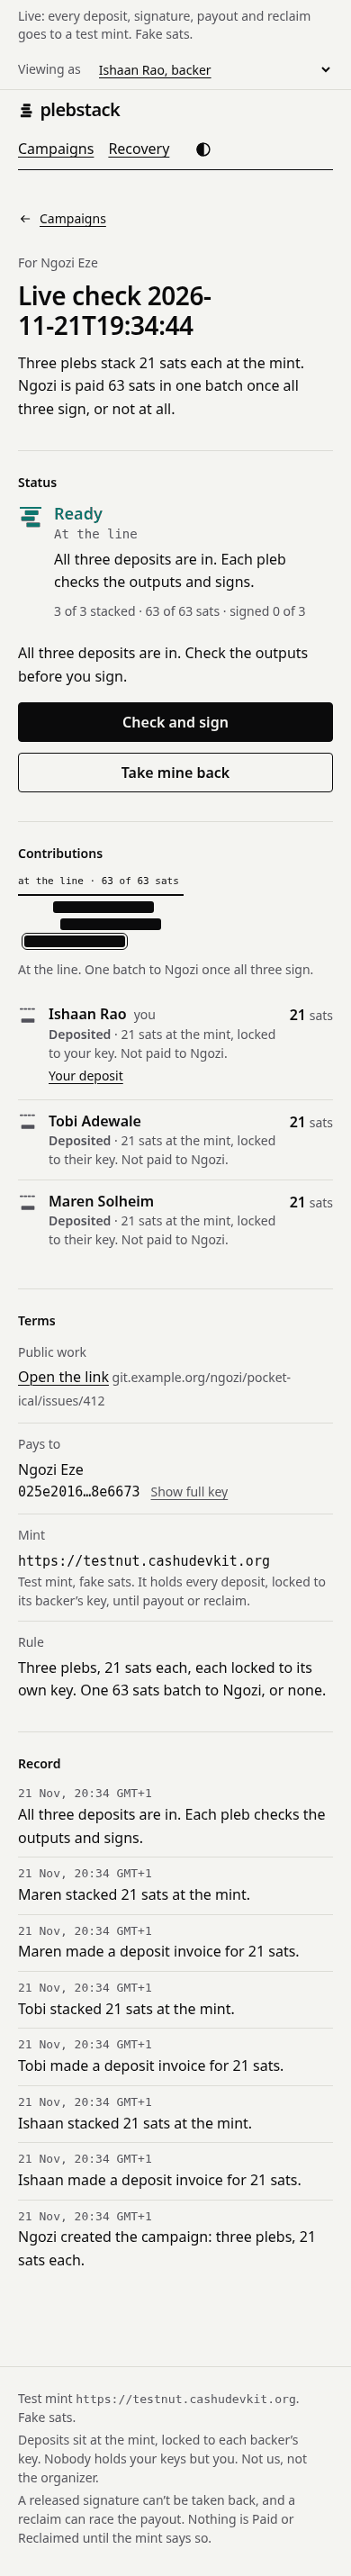 Live: every deposit, signature, payout and reclaim
goes to a test mint. Fake sats.
Viewing as Ishaan Rao, backer
plebstack
Campaigns Recovery
← Campaigns
For Ngozi Eze
Live check 2026-
11-21T19:34:44
Three plebs stack 21 sats each at the mint.
Ngozi is paid 63 sats in one batch once all
three sign, or not at all.
Status
Ready
At the line
All three deposits are in. Each pleb
checks the outputs and signs.
3 of 3 stacked · 63 of 63 sats · signed 0 of 3
All three deposits are in. Check the outputs
before you sign.
Check and sign
Take mine back
Contributions
at the line · 63 of 63 sats
At the line. One batch to Ngozi once all three sign.
Ishaan Rao you 21 sats
Deposited · 21 sats at the mint, locked
to your key. Not paid to Ngozi.
Your deposit
Tobi Adewale 21 sats
Deposited · 21 sats at the mint, locked
to their key. Not paid to Ngozi.
Maren Solheim 21 sats
Deposited · 21 sats at the mint, locked
to their key. Not paid to Ngozi.
Terms
Public work
Open the link git.example.org/ngozi/pocket-
ical/issues/412
Pays to
Ngozi Eze
025e2016…8e6673 Show full key
Mint
https://testnut.cashudevkit.org
Test mint, fake sats. It holds every deposit, locked to
its backer’s key, until payout or reclaim.
Rule
Three plebs, 21 sats each, each locked to its
own key. One 63 sats batch to Ngozi, or none.
Record
21 Nov, 20:34 GMT+1
All three deposits are in. Each pleb checks the
outputs and signs.
21 Nov, 20:34 GMT+1
Maren stacked 21 sats at the mint.
21 Nov, 20:34 GMT+1
Maren made a deposit invoice for 21 sats.
21 Nov, 20:34 GMT+1
Tobi stacked 21 sats at the mint.
21 Nov, 20:34 GMT+1
Tobi made a deposit invoice for 21 sats.
21 Nov, 20:34 GMT+1
Ishaan stacked 21 sats at the mint.
21 Nov, 20:34 GMT+1
Ishaan made a deposit invoice for 21 sats.
21 Nov, 20:34 GMT+1
Ngozi created the campaign: three plebs, 21
sats each.
Test mint https://testnut.cashudevkit.org.
Fake sats.
Deposits sit at the mint, locked to each backer’s
key. Nobody holds your keys but you. Not us, not
the organizer.
A released signature can’t be taken back, and a
reclaim can race the payout. Nothing is Paid or
Reclaimed until the mint says so.